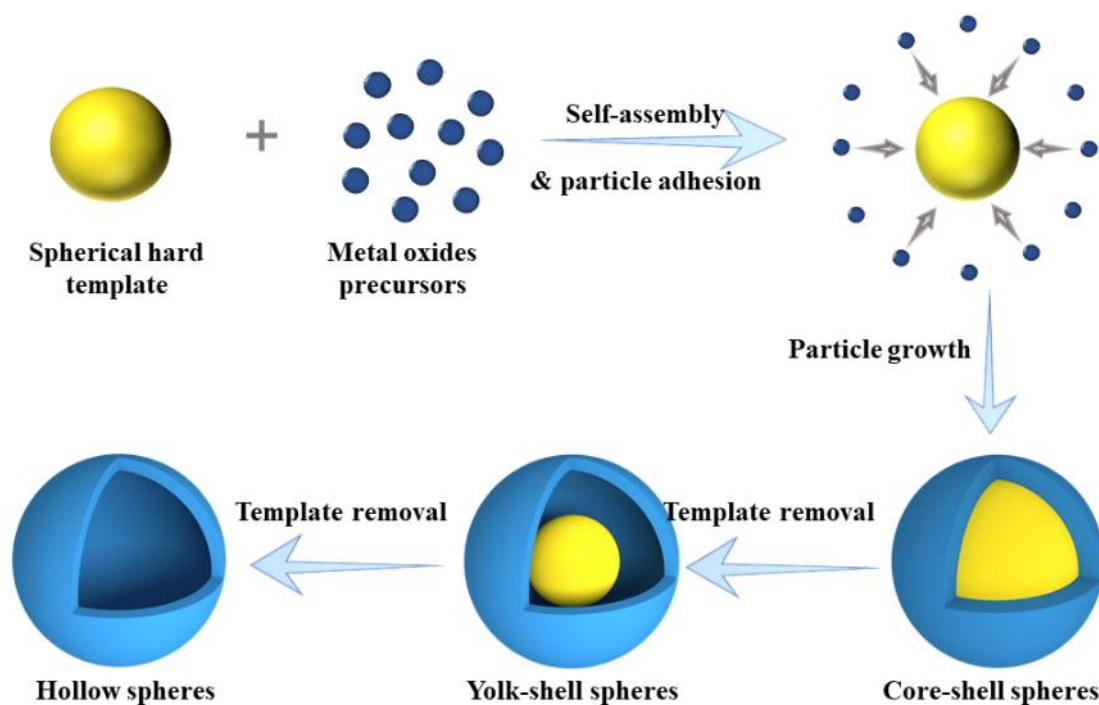 Spherical hard
template
+
Metal oxides
precursors
Self-assembly
& particle adhesion
Particle growth
Template removal
Template removal
Hollow spheres
Yolk-shell spheres
Core-shell spheres